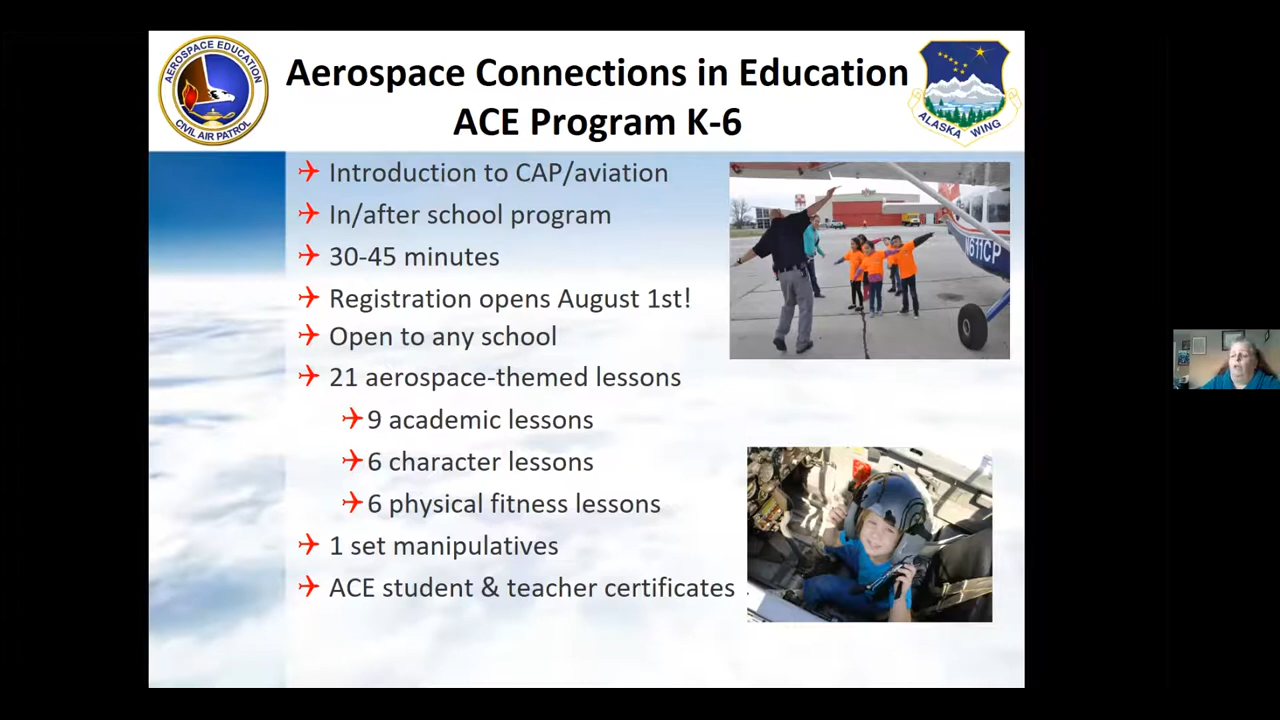 AEROSPACE EDUCATION
CIVIL AIR PATROL
Aerospace Connections in Education
ACE Program K-6
ALASKA WING
Introduction to CAP/aviation
In/after school program
30-45 minutes
Registration opens August 1st!
Open to any school
21 aerospace-themed lessons
9 academic lessons
6 character lessons
6 physical fitness lessons
1 set manipulatives
ACE student & teacher certificates
N611CP